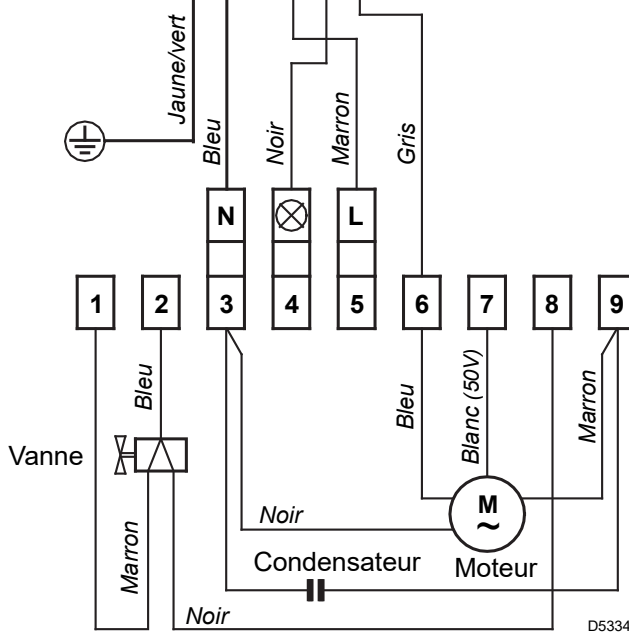 Jaune/vert
Bleu
Noir
Marron
Gris
N
L
1
2
3
4
5
6
7
8
9
Bleu
Bleu
Blanc (50V)
Marron
Vanne
Marron
Noir
M
~
Condensateur
Moteur
Noir
D5334